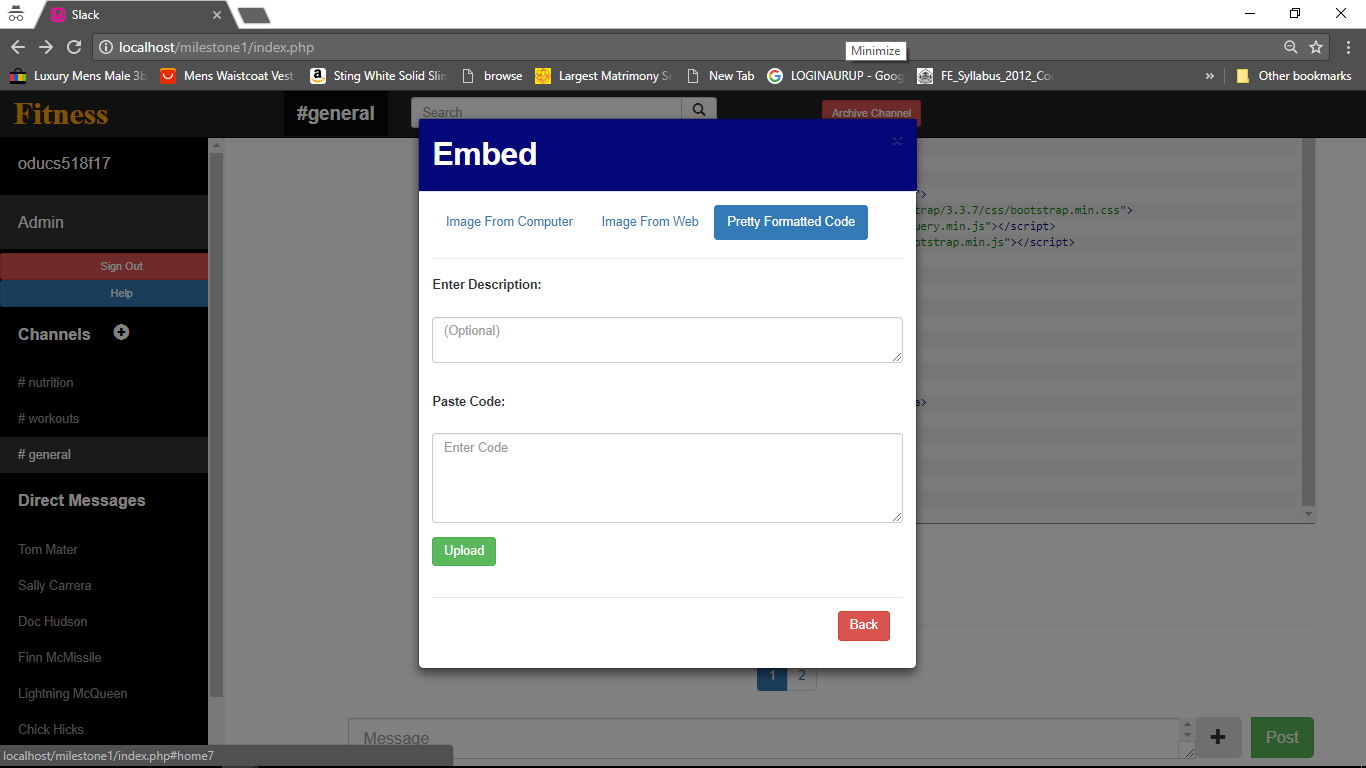 Slack
localhost/milestone1/index.php
Minimize
Luxury Mens Male 3b
Mens Waistcoat Vest
Sting White Solid Slim
browse
Largest Matrimony S
New Tab
LOGINAURUP - Goog
FE_Syllabus_2012_Cou
»
Other bookmarks
Fitness
#general
Search
Archive Channel
oducs518f17
Admin
Sign Out
Help
Channels
# nutrition
# workouts
# general
Direct Messages
Tom Mater
Sally Carrera
Doc Hudson
Finn McMissile
Lightning McQueen
Chick Hicks
Embed
Image From Computer
Image From Web
Pretty Formatted Code
Enter Description:
(Optional)
Paste Code:
Enter Code
Upload
Back
>
trap/3.3.7/css/bootstrap.min.css">
uery.min.js"></script>
otstrap.min.js"></script>
a>
1 2
Message
Post
localhost/milestone1/index.php#home7